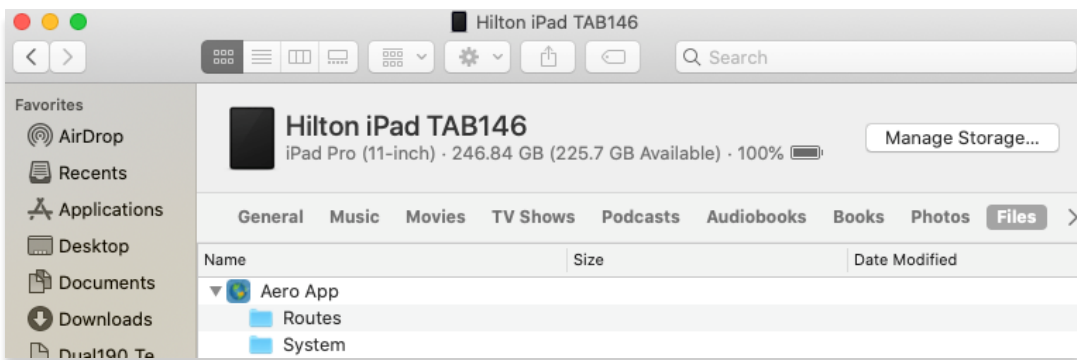 Hilton iPad TAB146
Search
Favorites
AirDrop
Recents
Applications
Desktop
Documents
Downloads
Dual190 Te
Hilton iPad TAB146
iPad Pro (11-inch) · 246.84 GB (225.7 GB Available) · 100%
Manage Storage...
General Music Movies TV Shows Podcasts Audiobooks Books Photos Files
Name Size Date Modified
Aero App
Routes
System